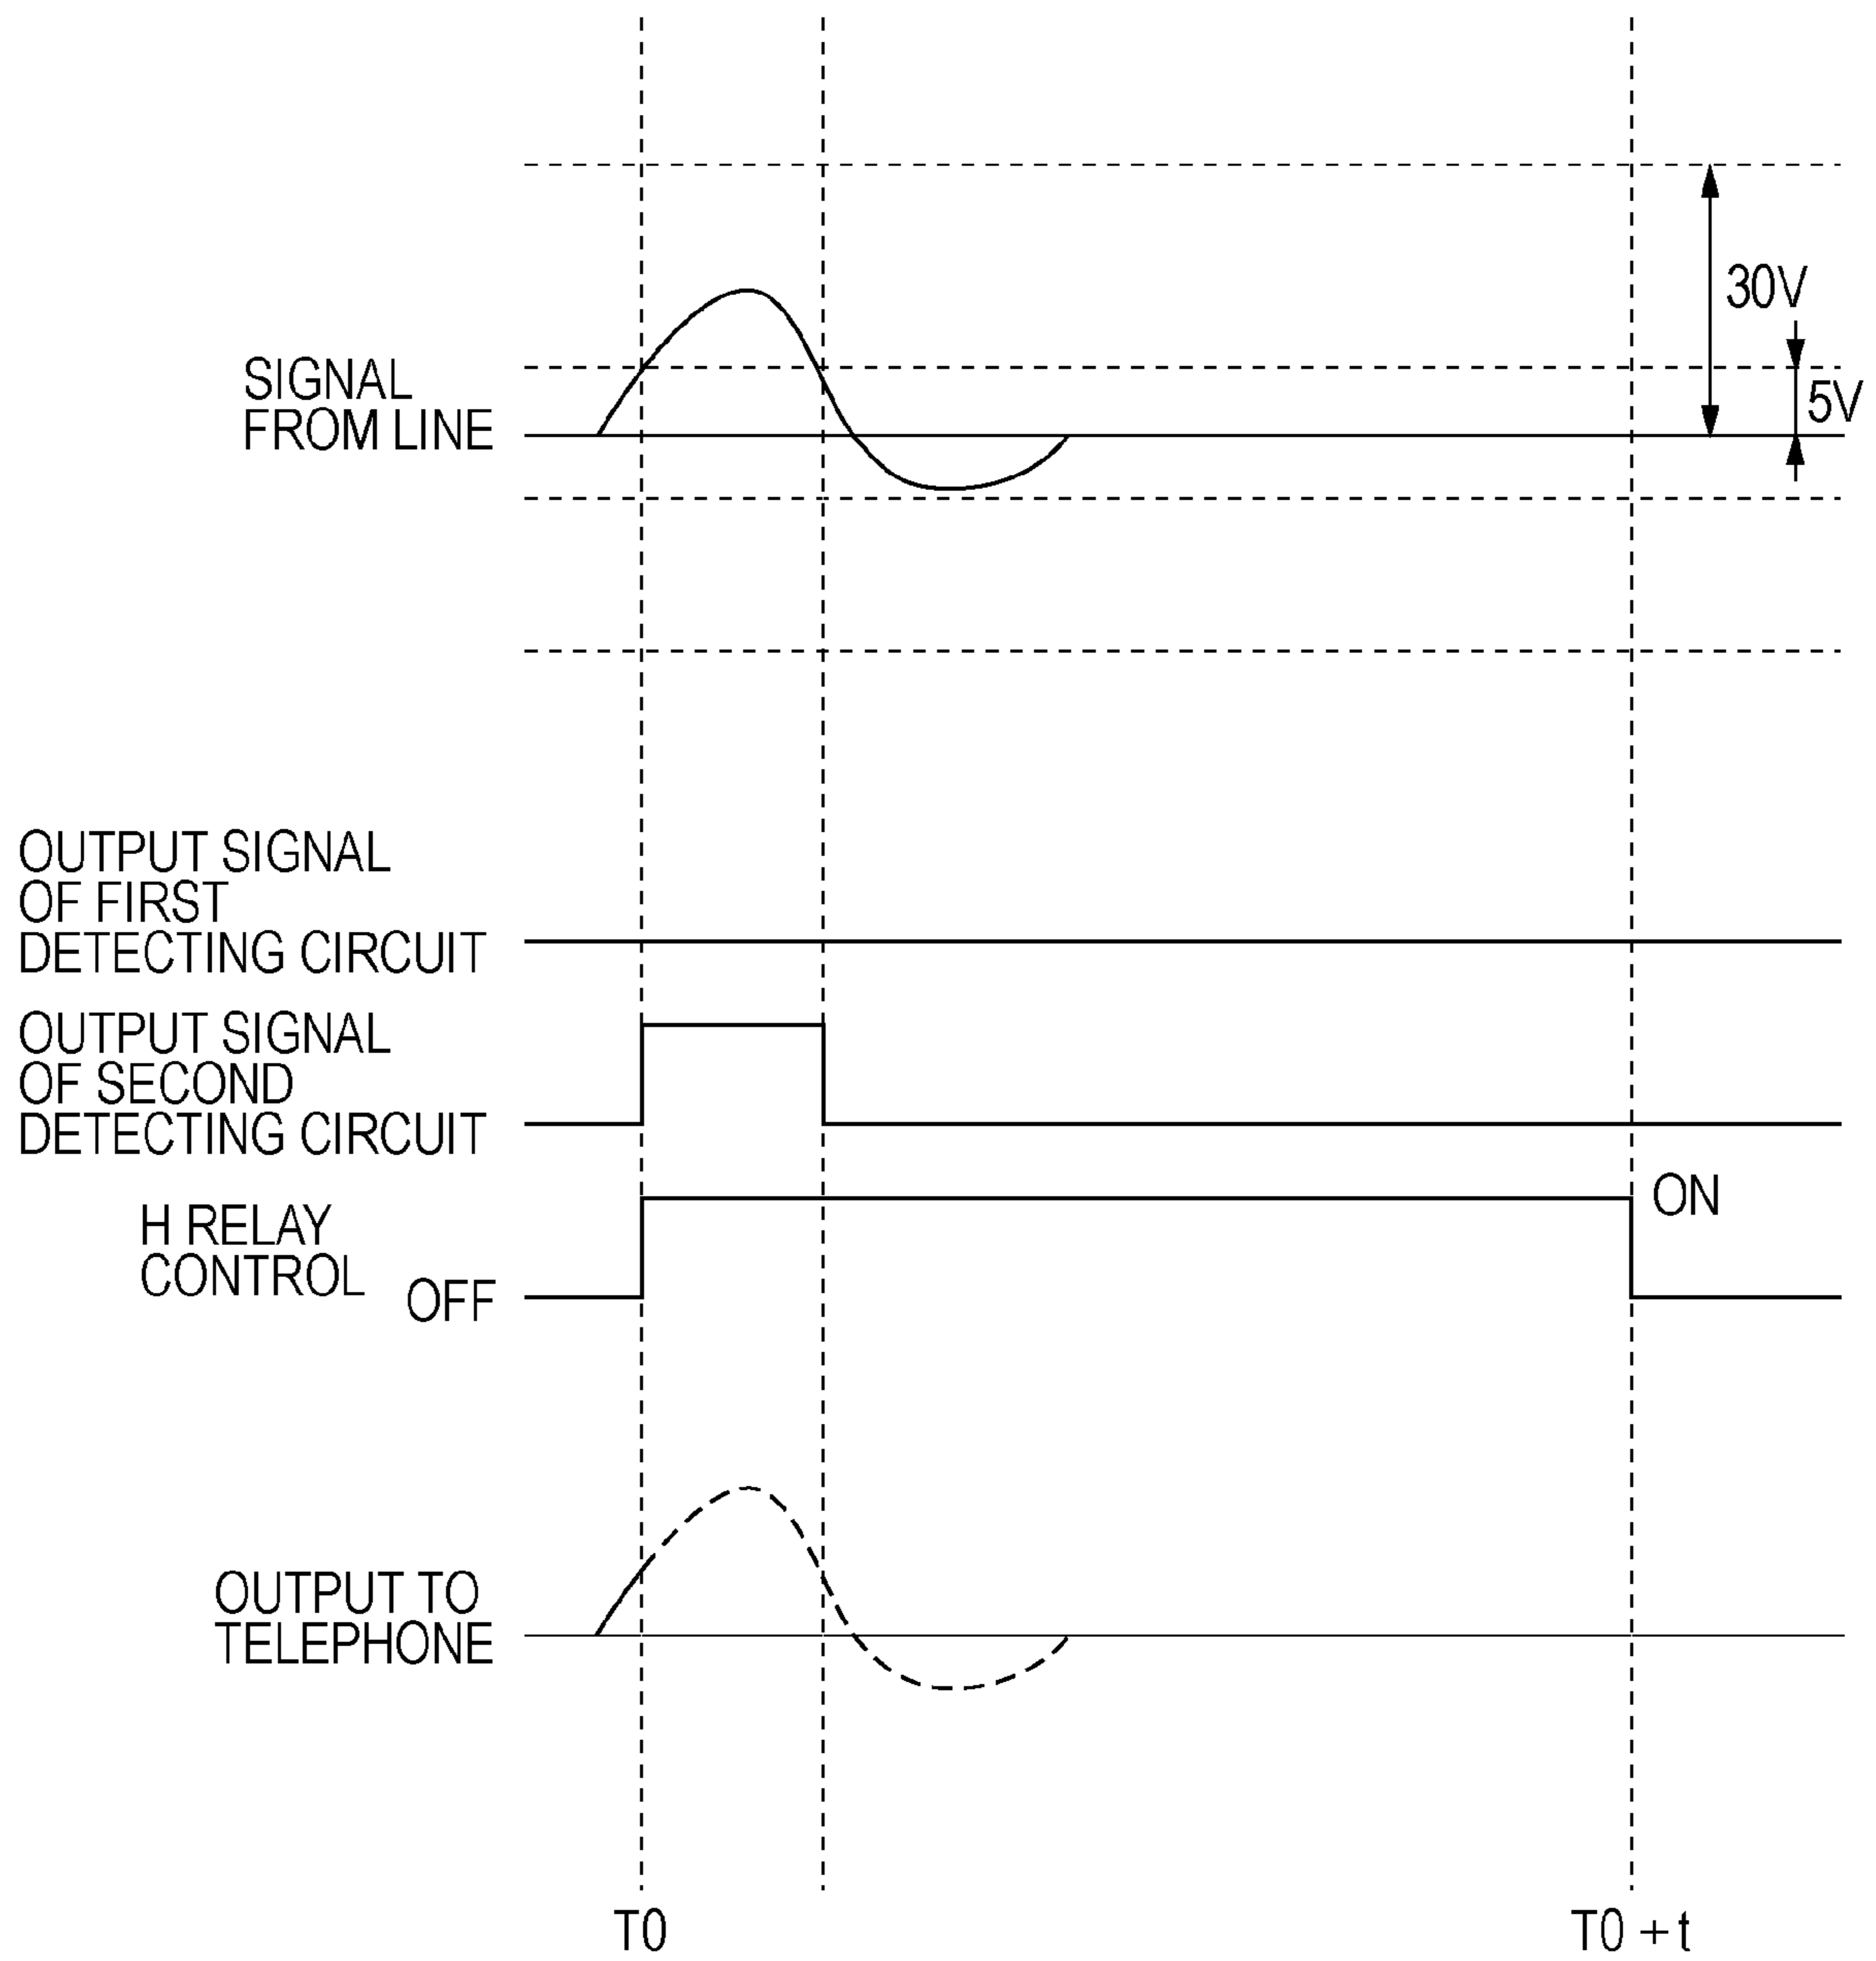 30V
SIGNAL
FROM LINE
5V
OUTPUT SIGNAL
OF FIRST
DETECTING CIRCUIT
OUTPUT SIGNAL
OF SECOND
DETECTING CIRCUIT
H RELAY
CONTROL
ON
OFF
OUTPUT TO
TELEPHONE
T0
T0 + t